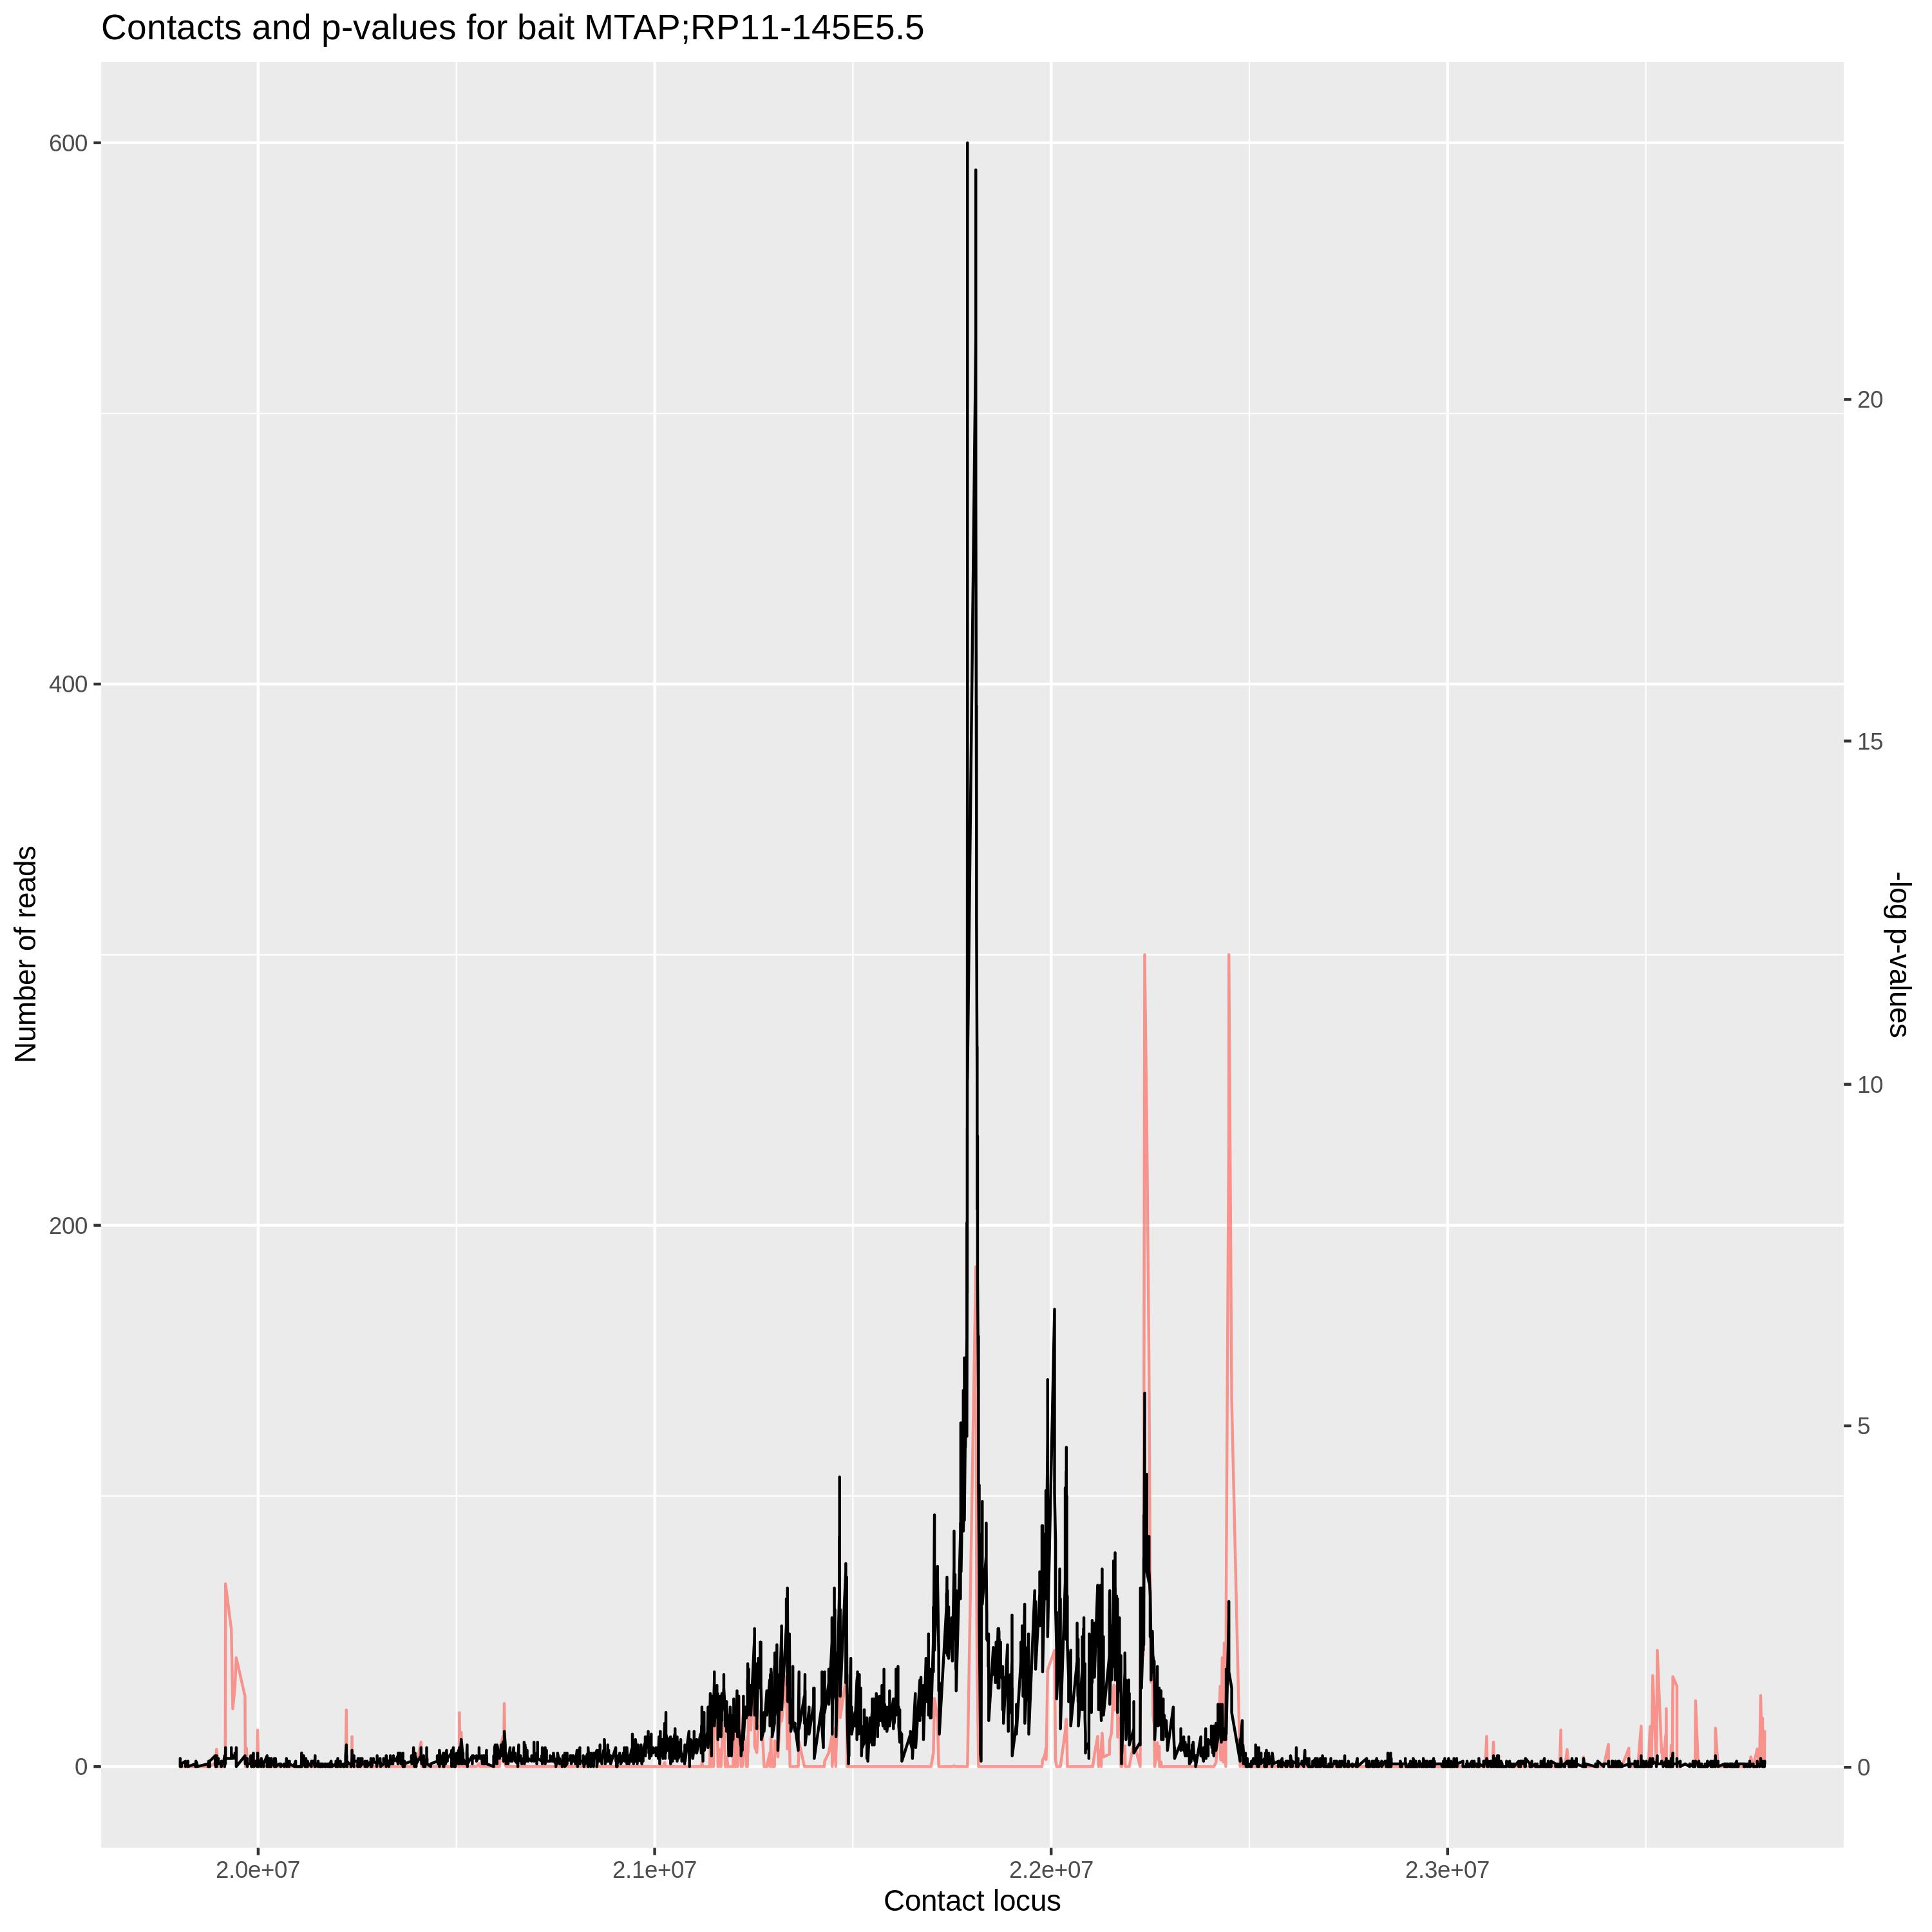 Contacts and p-values for bait MTAP;RP11-145E5.5
600
400
200
0
Number of reads
20
15
10
5
0
-log p-values
2.0e+07
2.1e+07
2.2e+07
2.3e+07
Contact locus